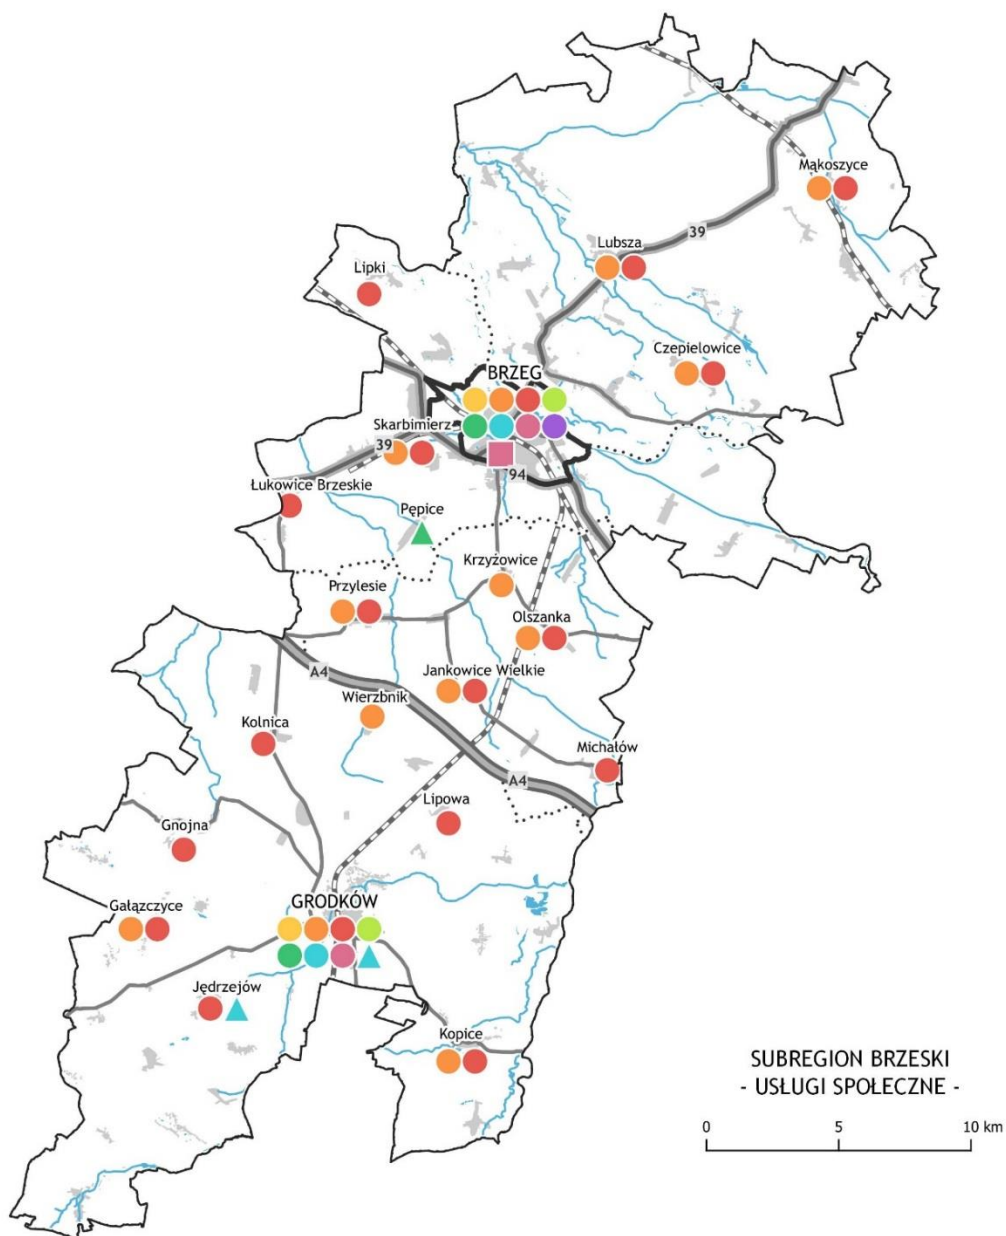 Mąkoszyce
39
Lubsza
Lipki
Czepielowice
BRZEG
Skarbimierz
39
94
Łukowice Brzeskie
Pępice
Krzyżowice
Przylesie
Olszanka
A4
Jankowice Wielkie
Wierzbnik
Kolnica
Michałów
A4
Lipowa
Gnojna
GRODKÓW
Gałązczyce
Jędrzejów
Kopice
SUBREGION BRZESKI
- USŁUGI SPOŁECZNE -
0 5 10 km